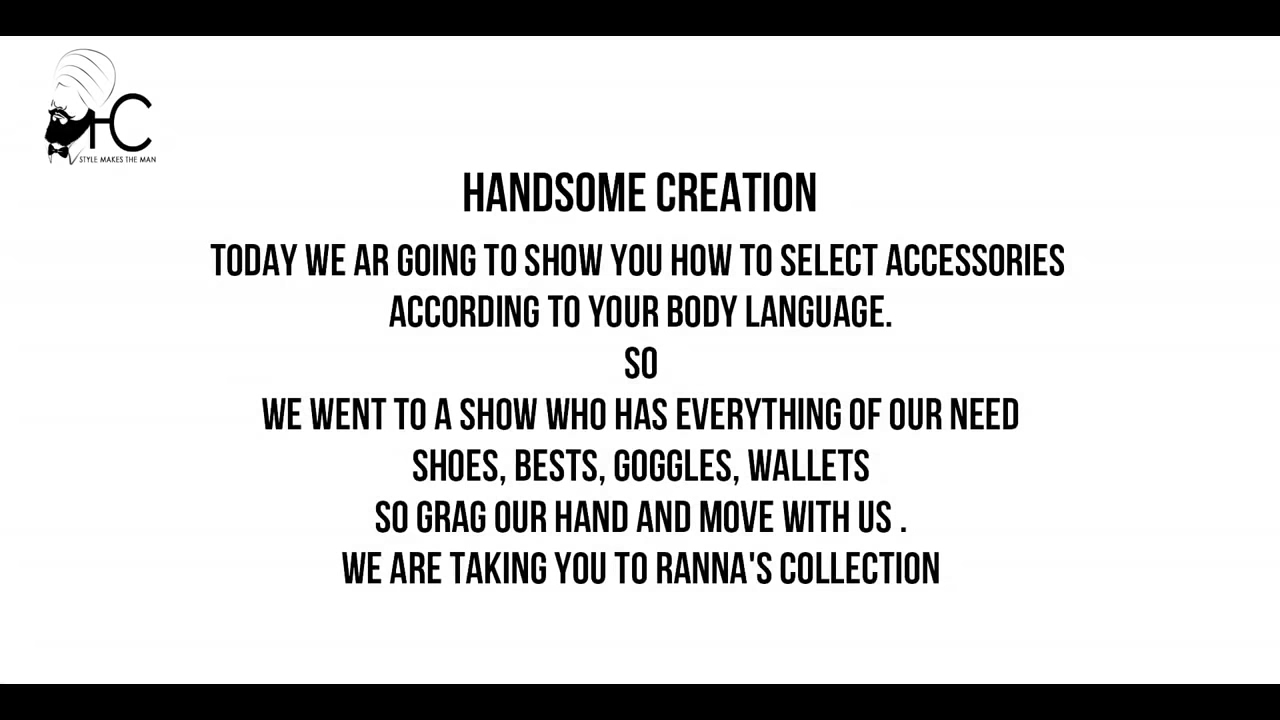 HC
STYLE MAKES THE MAN
HANDSOME CREATION
TODAY WE AR GOING TO SHOW YOU HOW TO SELECT ACCESSORIES
ACCORDING TO YOUR BODY LANGUAGE.
SO
WE WENT TO A SHOW WHO HAS EVERYTHING OF OUR NEED
SHOES, BESTS, GOGGLES, WALLETS
SO GRAG OUR HAND AND MOVE WITH US .
WE ARE TAKING YOU TO RANNA'S COLLECTION